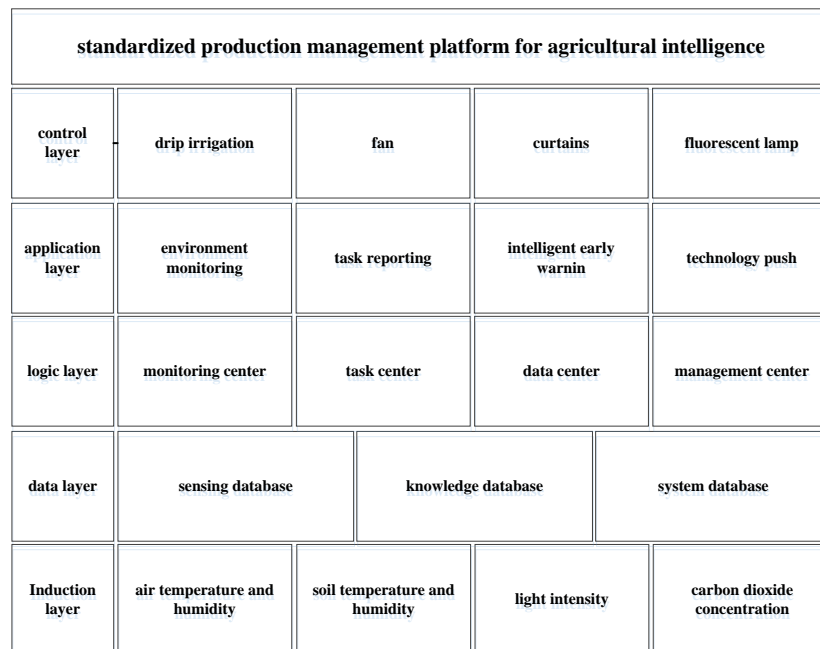 standardized production management platform for agricultural intelligence
control
layer
drip irrigation
fan
curtains
fluorescent lamp
application
layer
environment
monitoring
task reporting
intelligent early
warnin
technology push
logic layer
monitoring center
task center
data center
management center
data layer
sensing database
knowledge database
system database
Induction
layer
air temperature and
humidity
soil temperature and
humidity
light intensity
carbon dioxide
concentration